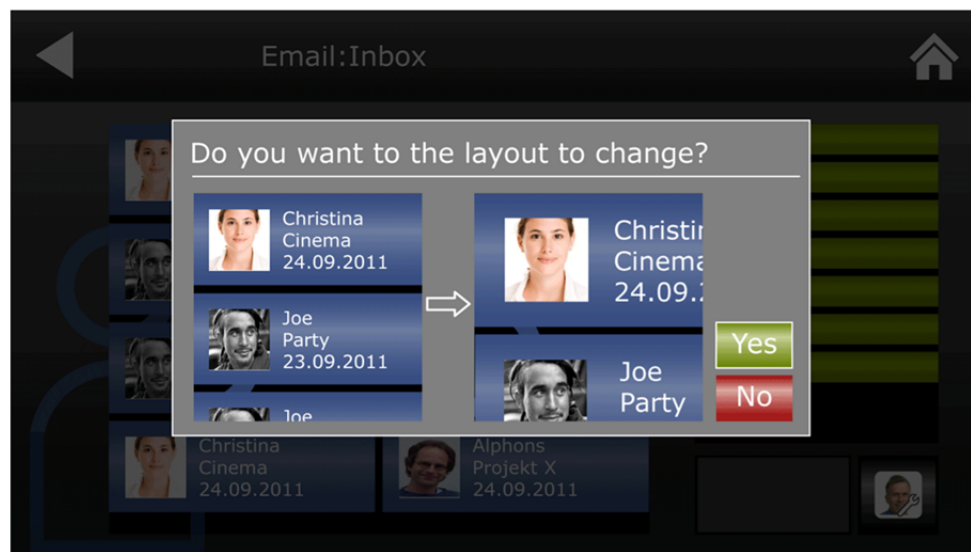 Email:Inbox
Do you want to the layout to change?
Christina
Cinema
24.09.2011
Joe
Party
23.09.2011
Joe
Christin
Cinema
24.09.2
Joe
Party
Yes
No
Christina
Cinema
24.09.2011
Alphons
Projekt X
24.09.2011